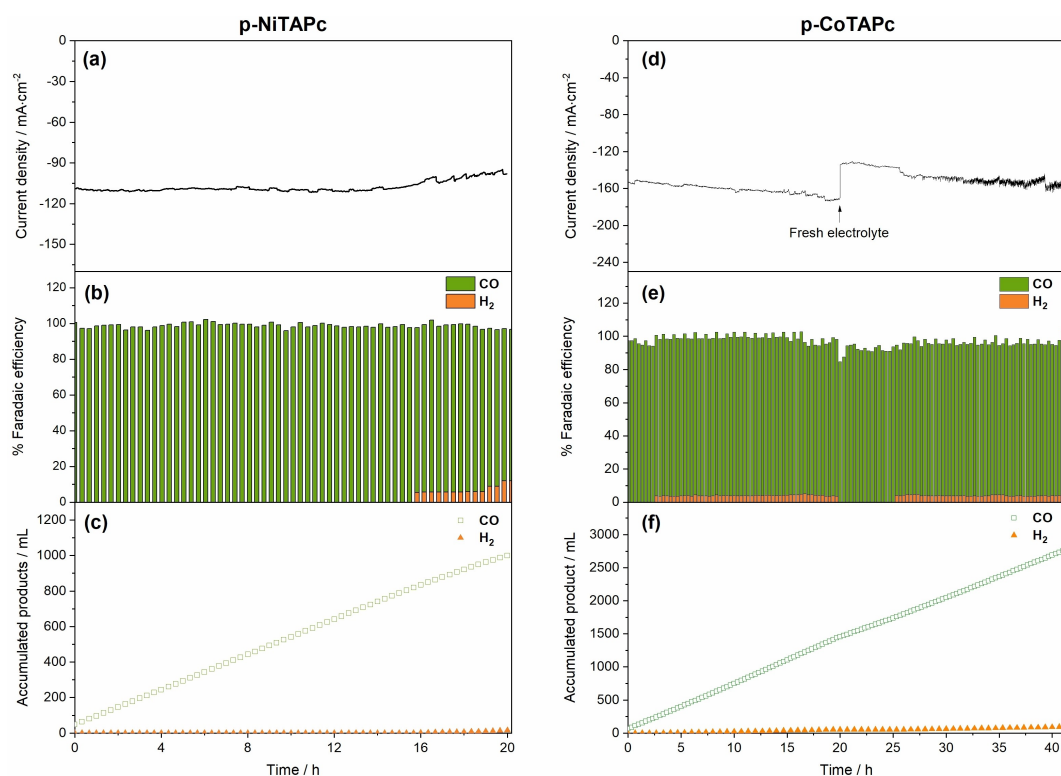 p-NiTAPc
(a)
0
-30
-60
-90
-120
-150
Current density / mA·cm⁻²
(b)
CO
H₂
120
100
80
60
40
20
0
% Faradaic efficiency
(c)
CO
H₂
1200
1000
800
600
400
200
0
Accumulated products / mL
0 4 8 12 16 20
Time / h
p-CoTAPc
(d)
0
-40
-80
-120
-160
-200
-240
Current density / mA·cm⁻²
Fresh electrolyte
(e)
CO
H₂
120
100
80
60
40
20
0
% Faradaic efficiency
(f)
CO
H₂
3000
2500
2000
1500
1000
500
0
Accumulated product / mL
0 5 10 15 20 25 30 35 40
Time / h